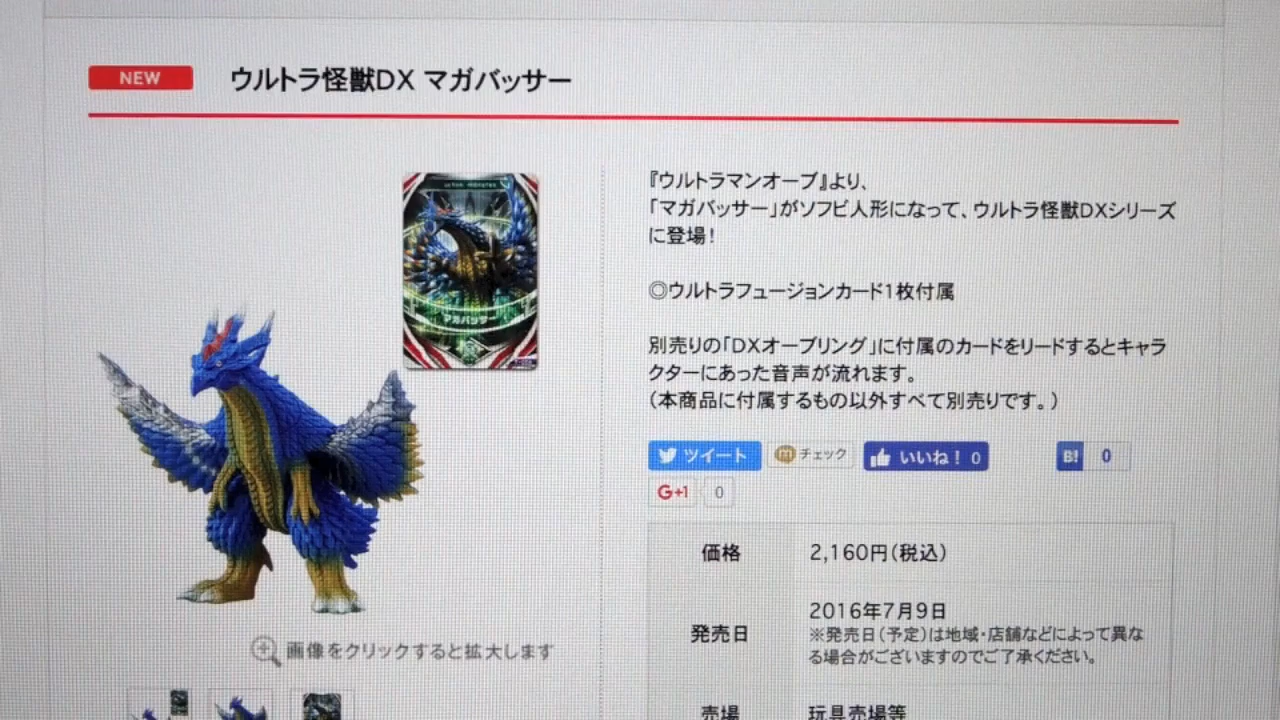 NEW
ウルトラ怪獣DX マガバッサー
『ウルトラマンオーブ』より、
「マガバッサー」がソフビ人形になって、ウルトラ怪獣DXシリーズ
に登場!
◎ウルトラフュージョンカード1枚付属
別売りの「DXオーブリング」に付属のカードをリードするとキャラ
クターにあった音声が流れます。
(本商品に付属するもの以外すべて別売りです。)
マガバッサー
ツイート
チェック
いいね! 0
B! 0
G+1 0
価格 2,160円(税込)
発売日 2016年7月9日
※発売日(予定)は地域・店舗などによって異な
る場合がございますのでご了承ください。
画像をクリックすると拡大します
売場 玩具売場等